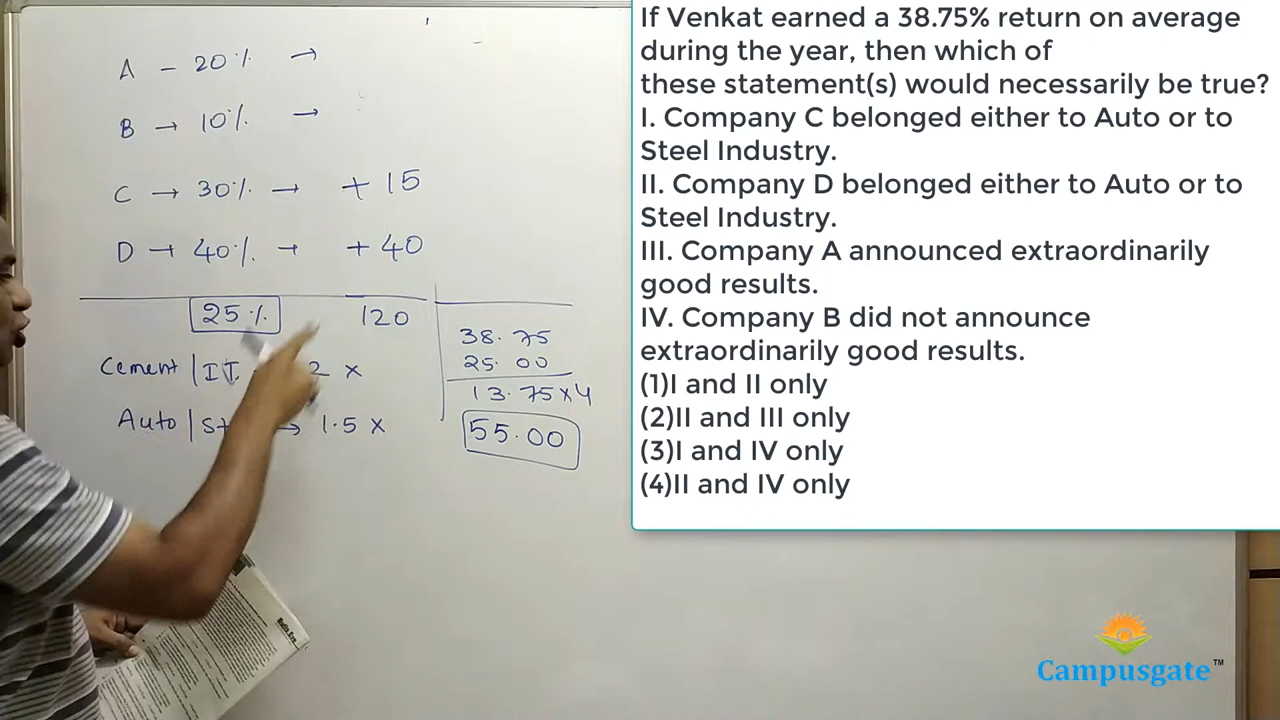 A – 20% →
B → 10% →
C → 30% → + 15
D → 40% → + 40
25% 120
Cement | IT 2 x
Auto | St → 1.5 x
38.75
25.00
13.75x4
55.00
If Venkat earned a 38.75% return on average
during the year, then which of
these statement(s) would necessarily be true?
I. Company C belonged either to Auto or to
Steel Industry.
II. Company D belonged either to Auto or to
Steel Industry.
III. Company A announced extraordinarily
good results.
IV. Company B did not announce
extraordinarily good results.
(1)I and II only
(2)II and III only
(3)I and IV only
(4)II and IV only
Campusgate™